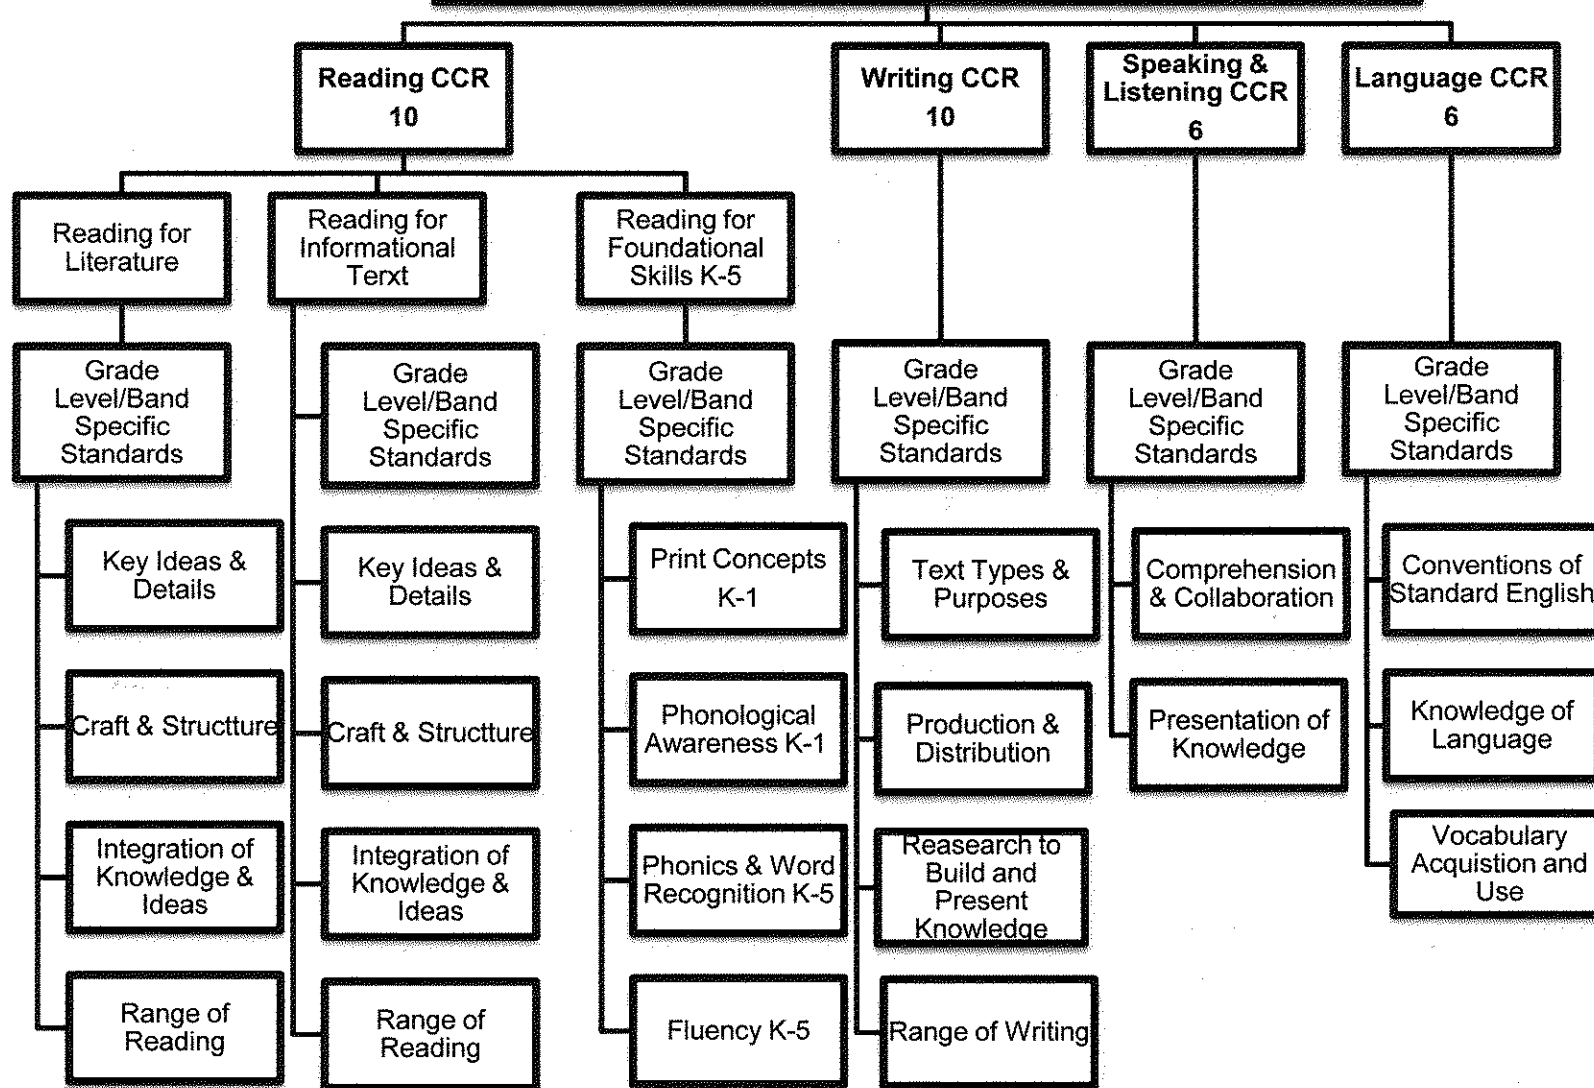 Reading CCR
10
Writing CCR
10
Speaking &
Listening CCR
6
Language CCR
6
Reading for
Literature
Reading for
Informational
Terxt
Reading for
Foundational
Skills K-5
Grade
Level/Band
Specific
Standards
Grade
Level/Band
Specific
Standards
Grade
Level/Band
Specific
Standards
Grade
Level/Band
Specific
Standards
Grade
Level/Band
Specific
Standards
Grade
Level/Band
Specific
Standards
Key Ideas &
Details
Key Ideas &
Details
Print Concepts
K-1
Text Types &
Purposes
Comprehension
& Collaboration
Conventions of
Standard English
Craft & Structture
Craft & Structture
Phonological
Awareness K-1
Production &
Distribution
Presentation of
Knowledge
Knowledge of
Language
Integration of
Knowledge &
Ideas
Integration of
Knowledge &
Ideas
Phonics & Word
Recognition K-5
Reasearch to
Build and
Present
Knowledge
Vocabulary
Acquistion and
Use
Range of
Reading
Range of
Reading
Fluency K-5
Range of Writing